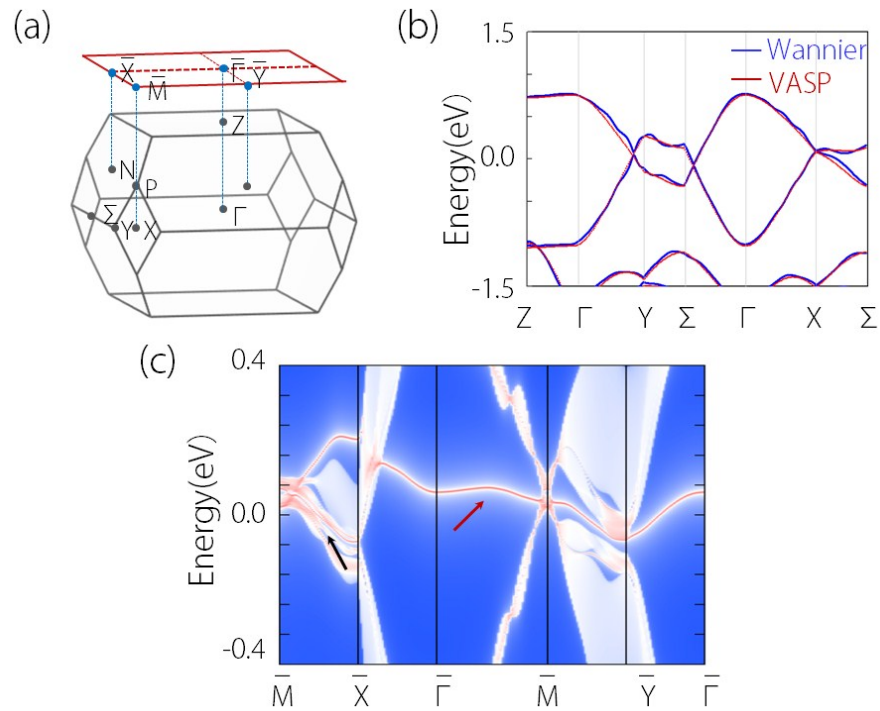 (a)
X̅ Γ̅ Y̅
M̅
Z
N
P
Σ Y X Γ
(b)
Energy(eV)
1.5
0.0
-1.5
Wannier
VASP
Z Γ Y Σ Γ X Σ
(c)
Energy(eV)
0.4
0.0
-0.4
M̅ X̅ Γ̅ M̅ Y̅ Γ̅